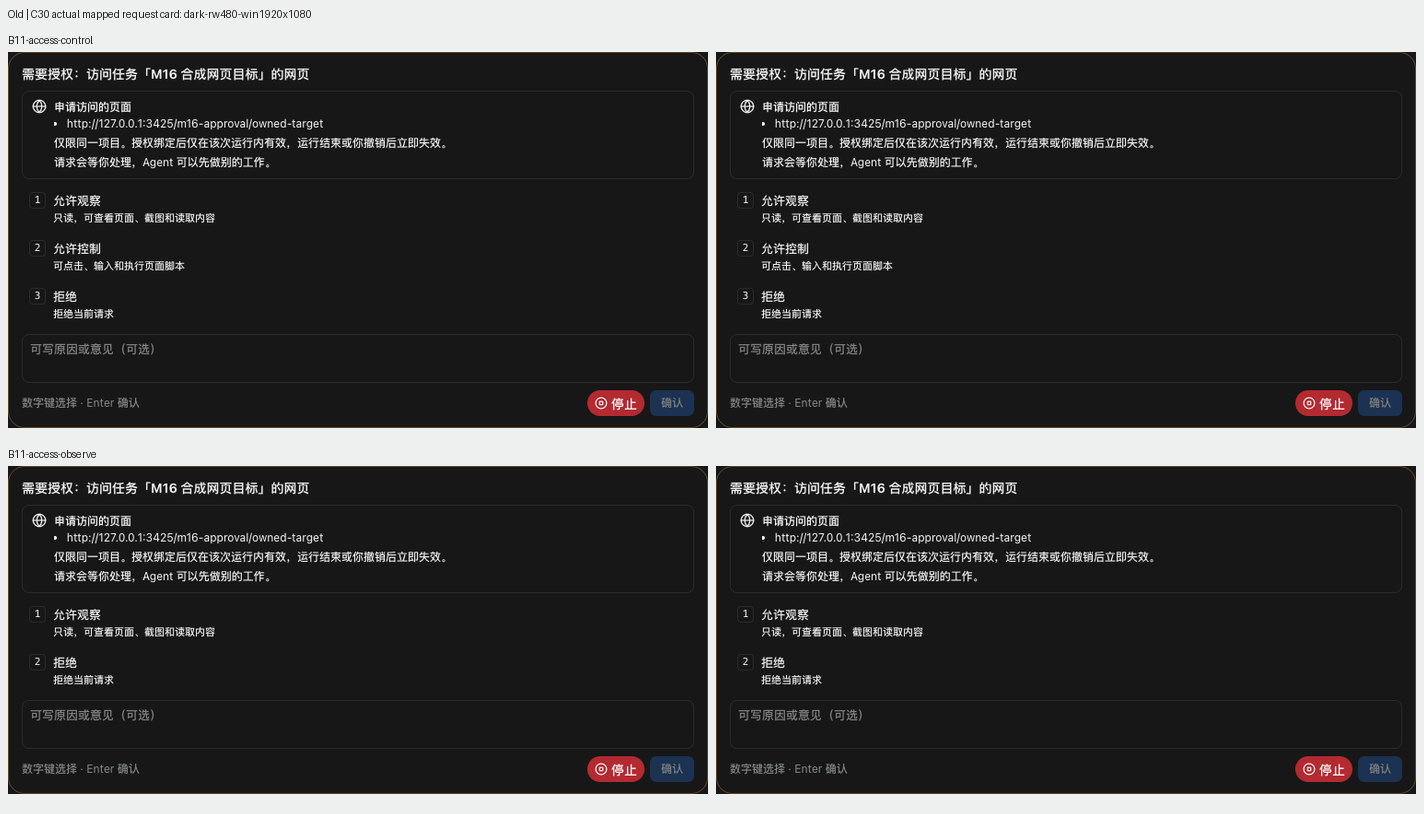 Old | C30 actual mapped request card: dark-rw480-win1920x1080
B11-access-control
需要授权：访问任务「M16 合成网页目标」的网页
申请访问的页面
• http://127.0.0.1:3425/m16-approval/owned-target
仅限同一项目。授权绑定后仅在该次运行内有效，运行结束或你撤销后立即失效。
请求会等你处理，Agent 可以先做别的工作。
1 允许观察
只读，可查看页面、截图和读取内容
2 允许控制
可点击、输入和执行页面脚本
3 拒绝
拒绝当前请求
可写原因或意见（可选）
数字键选择 · Enter 确认
停止
确认
需要授权：访问任务「M16 合成网页目标」的网页
申请访问的页面
• http://127.0.0.1:3425/m16-approval/owned-target
仅限同一项目。授权绑定后仅在该次运行内有效，运行结束或你撤销后立即失效。
请求会等你处理，Agent 可以先做别的工作。
1 允许观察
只读，可查看页面、截图和读取内容
2 允许控制
可点击、输入和执行页面脚本
3 拒绝
拒绝当前请求
可写原因或意见（可选）
数字键选择 · Enter 确认
停止
确认
B11-access-observe
需要授权：访问任务「M16 合成网页目标」的网页
申请访问的页面
• http://127.0.0.1:3425/m16-approval/owned-target
仅限同一项目。授权绑定后仅在该次运行内有效，运行结束或你撤销后立即失效。
请求会等你处理，Agent 可以先做别的工作。
1 允许观察
只读，可查看页面、截图和读取内容
2 拒绝
拒绝当前请求
可写原因或意见（可选）
数字键选择 · Enter 确认
停止
确认
需要授权：访问任务「M16 合成网页目标」的网页
申请访问的页面
• http://127.0.0.1:3425/m16-approval/owned-target
仅限同一项目。授权绑定后仅在该次运行内有效，运行结束或你撤销后立即失效。
请求会等你处理，Agent 可以先做别的工作。
1 允许观察
只读，可查看页面、截图和读取内容
2 拒绝
拒绝当前请求
可写原因或意见（可选）
数字键选择 · Enter 确认
停止
确认